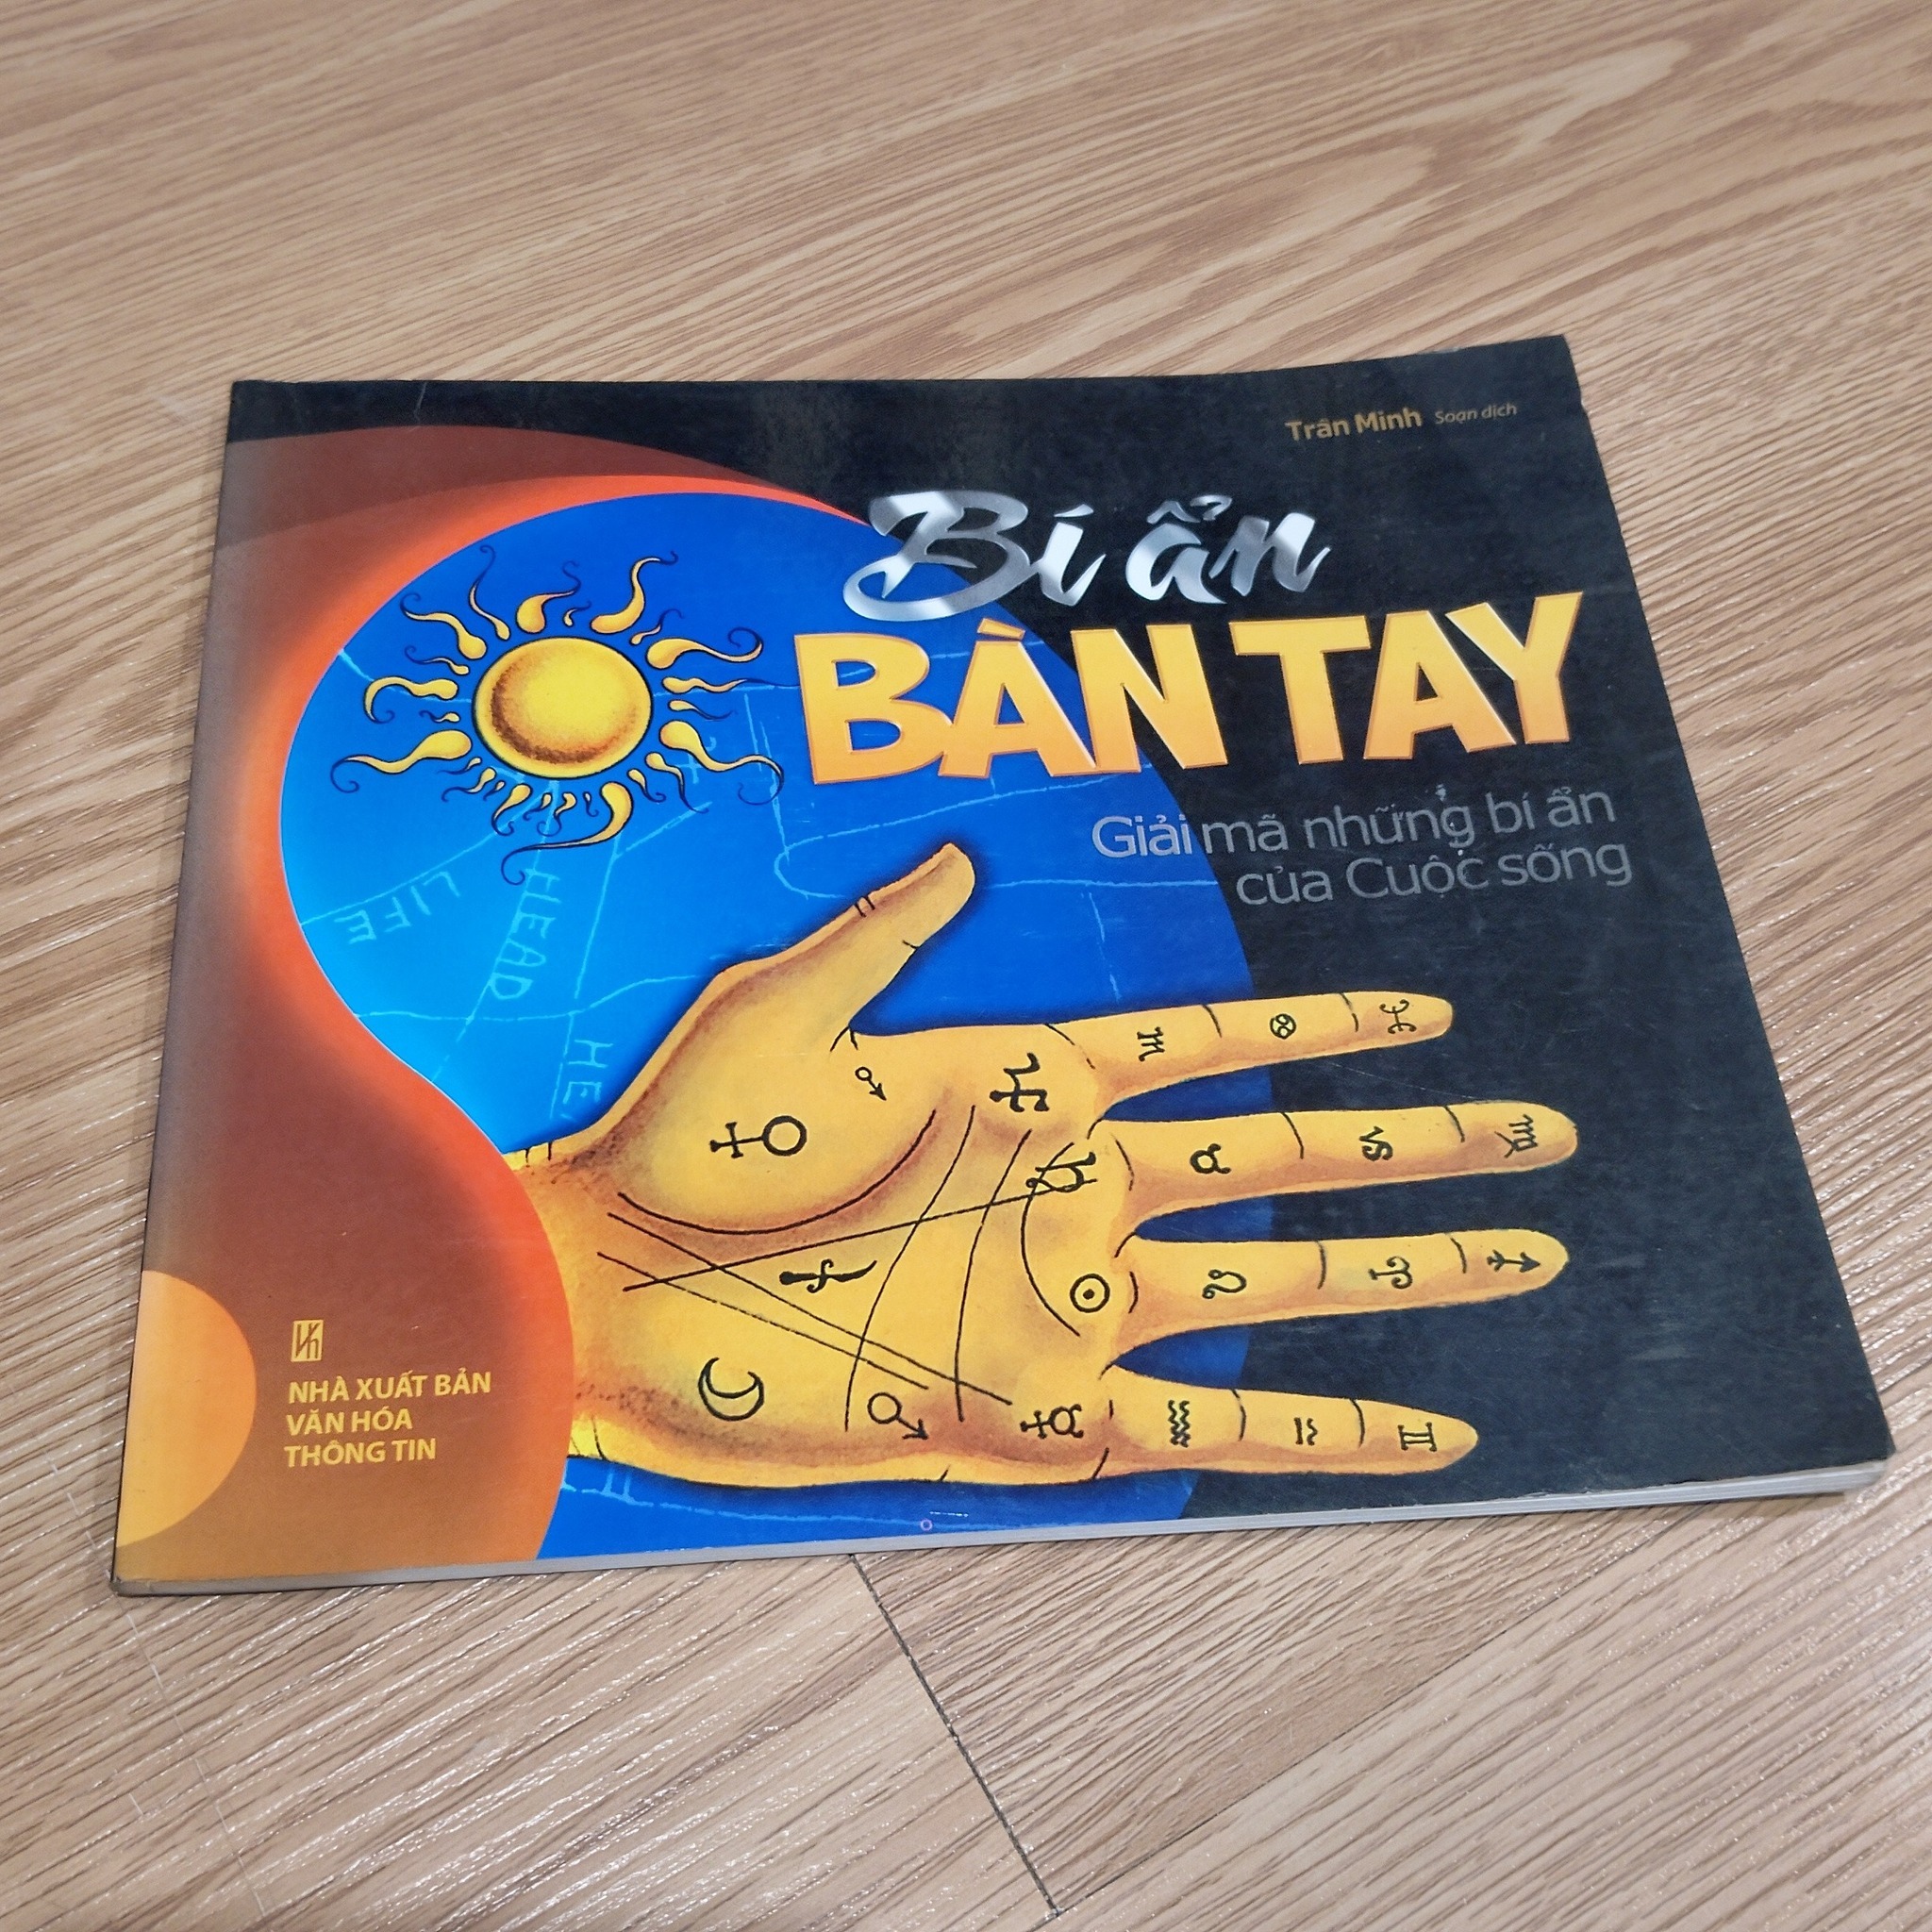 Trần Minh Soạn dịch
Bí ẩn
BÀN TAY
Giải mã những bí ẩn
của Cuộc sống
LIFE
HEAD
HEA
NHÀ XUẤT BẢN
VĂN HÓA
THÔNG TIN